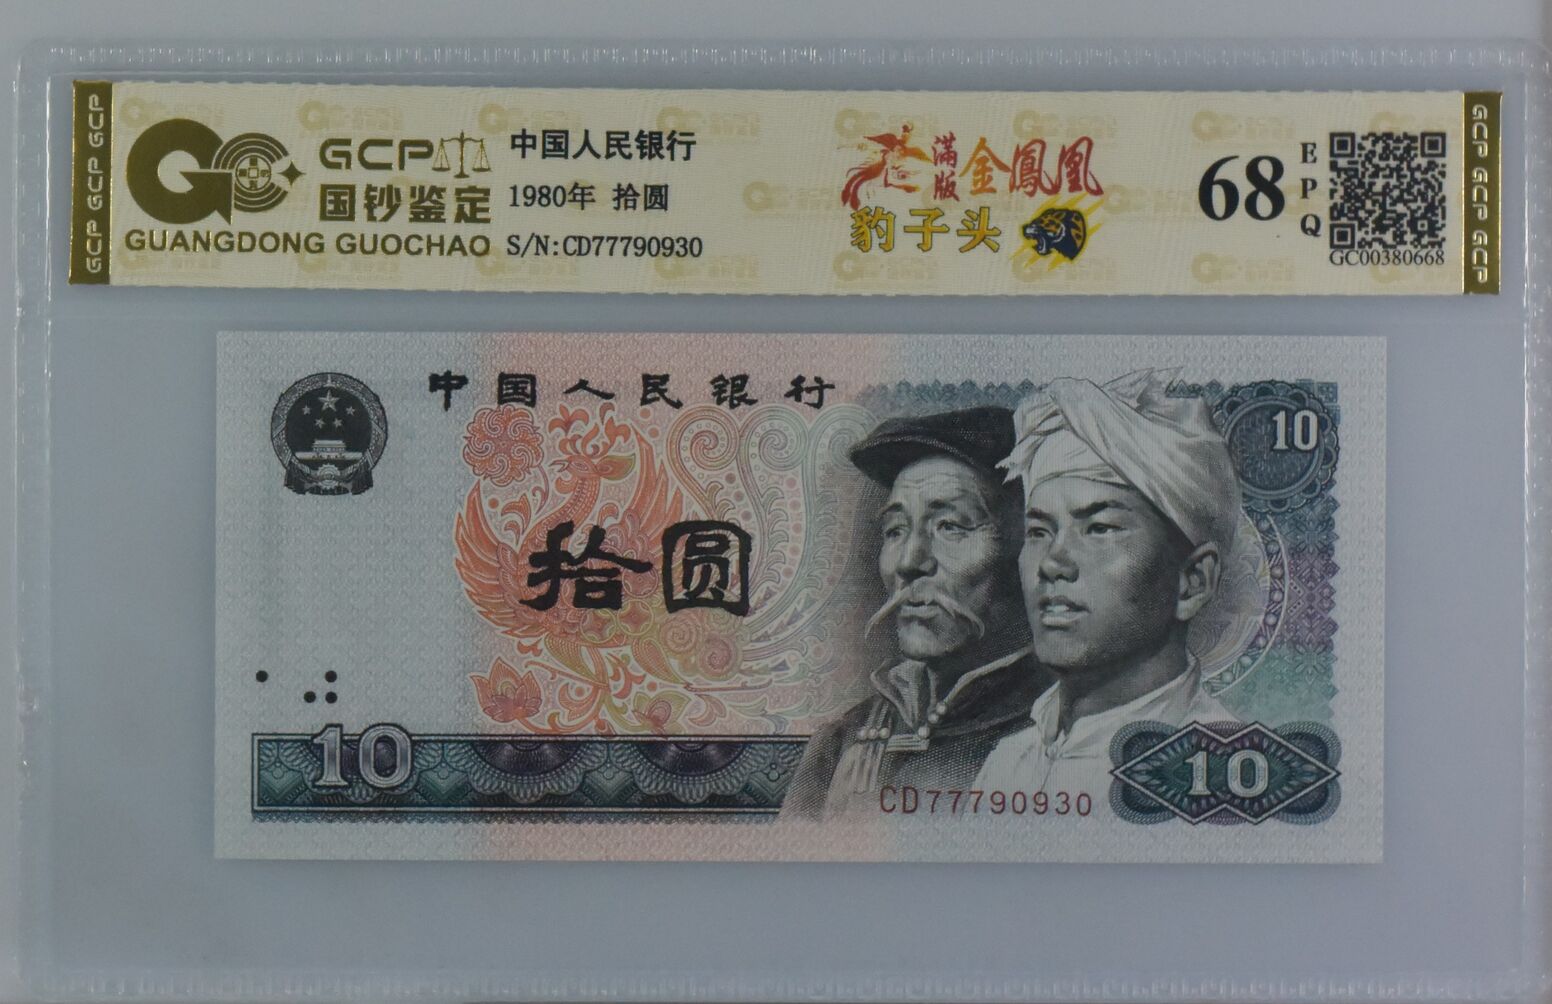 GCP GCP GCP
GCP
国钞鉴定
GUANGDONG GUOCHAO
中国人民银行
1980年 拾圆
S/N:CD77790930
满版 金鳳凰
豹子头
68
EPQ
GC00380668
GCP GCP GCP
中国人民银行
10
拾圆
10
CD77790930
10